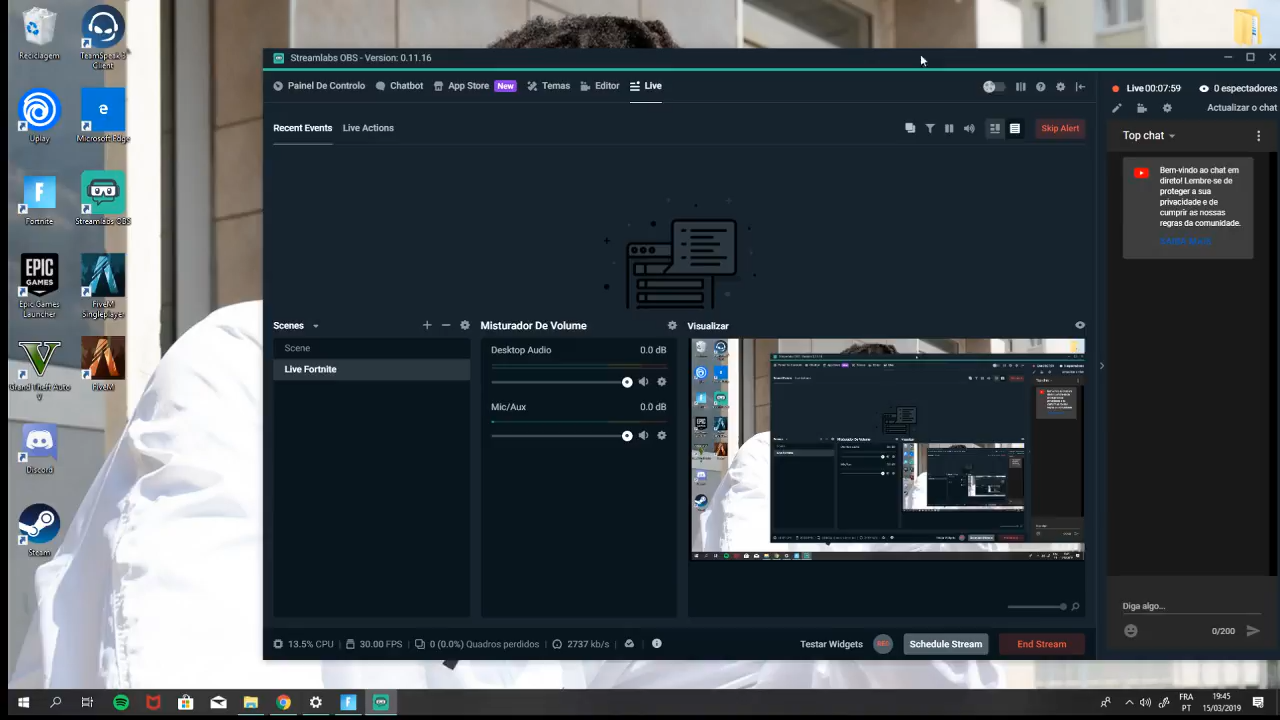 Reciclagem
TeamSpeak 3
Client
Uplay
Microsoft Edge
Fortnite
Streamlabs OBS
EPIC
GAMES
Epic Games
Launcher
FiveM
Singleplayer
Grand Theft Auto
V
FiveM
Discord
Steam
Streamlabs OBS - Version: 0.11.16
Painel De Controlo
Chatbot
App Store
New
Temas
Editor
Live
Recent Events
Live Actions
Skip Alert
Scenes
Scene
Live Fortnite
Misturador De Volume
Desktop Audio
0.0 dB
Mic/Aux
0.0 dB
Visualizar
13.5% CPU
30.00 FPS
0 (0.0%) Quadros perdidos
2737 kb/s
Testar Widgets
REC
Schedule Stream
End Stream
Live 00:07:59
0 espectadores
Actualizar o chat
Top chat
Bem-vindo ao chat em
direto! Lembre-se de
proteger a sua
privacidade e de
cumprir as nossas
regras da comunidade.
Diga algo...
0/200
FRA
PT
19:45
15/03/2019